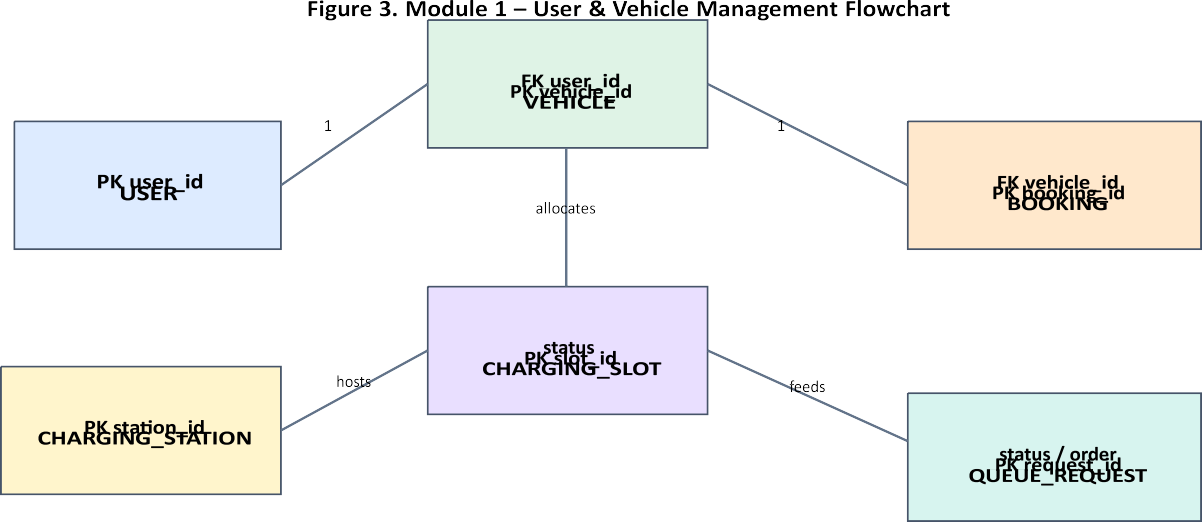 Figure 3. Module 1 – User & Vehicle Management Flowchart
FK user_id
PK vehicle_id
VEHICLE
1
1
PK user_id
USER
FK vehicle_id
PK booking_id
BOOKING
allocates
status
PK slot_id
CHARGING_SLOT
hosts
feeds
PK station_id
CHARGING_STATION
status / order
PK request_id
QUEUE_REQUEST